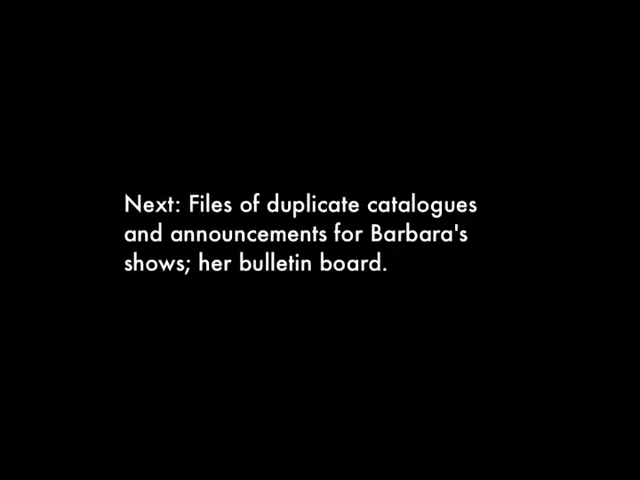 Next: Files of duplicate catalogues
and announcements for Barbara's
shows; her bulletin board.